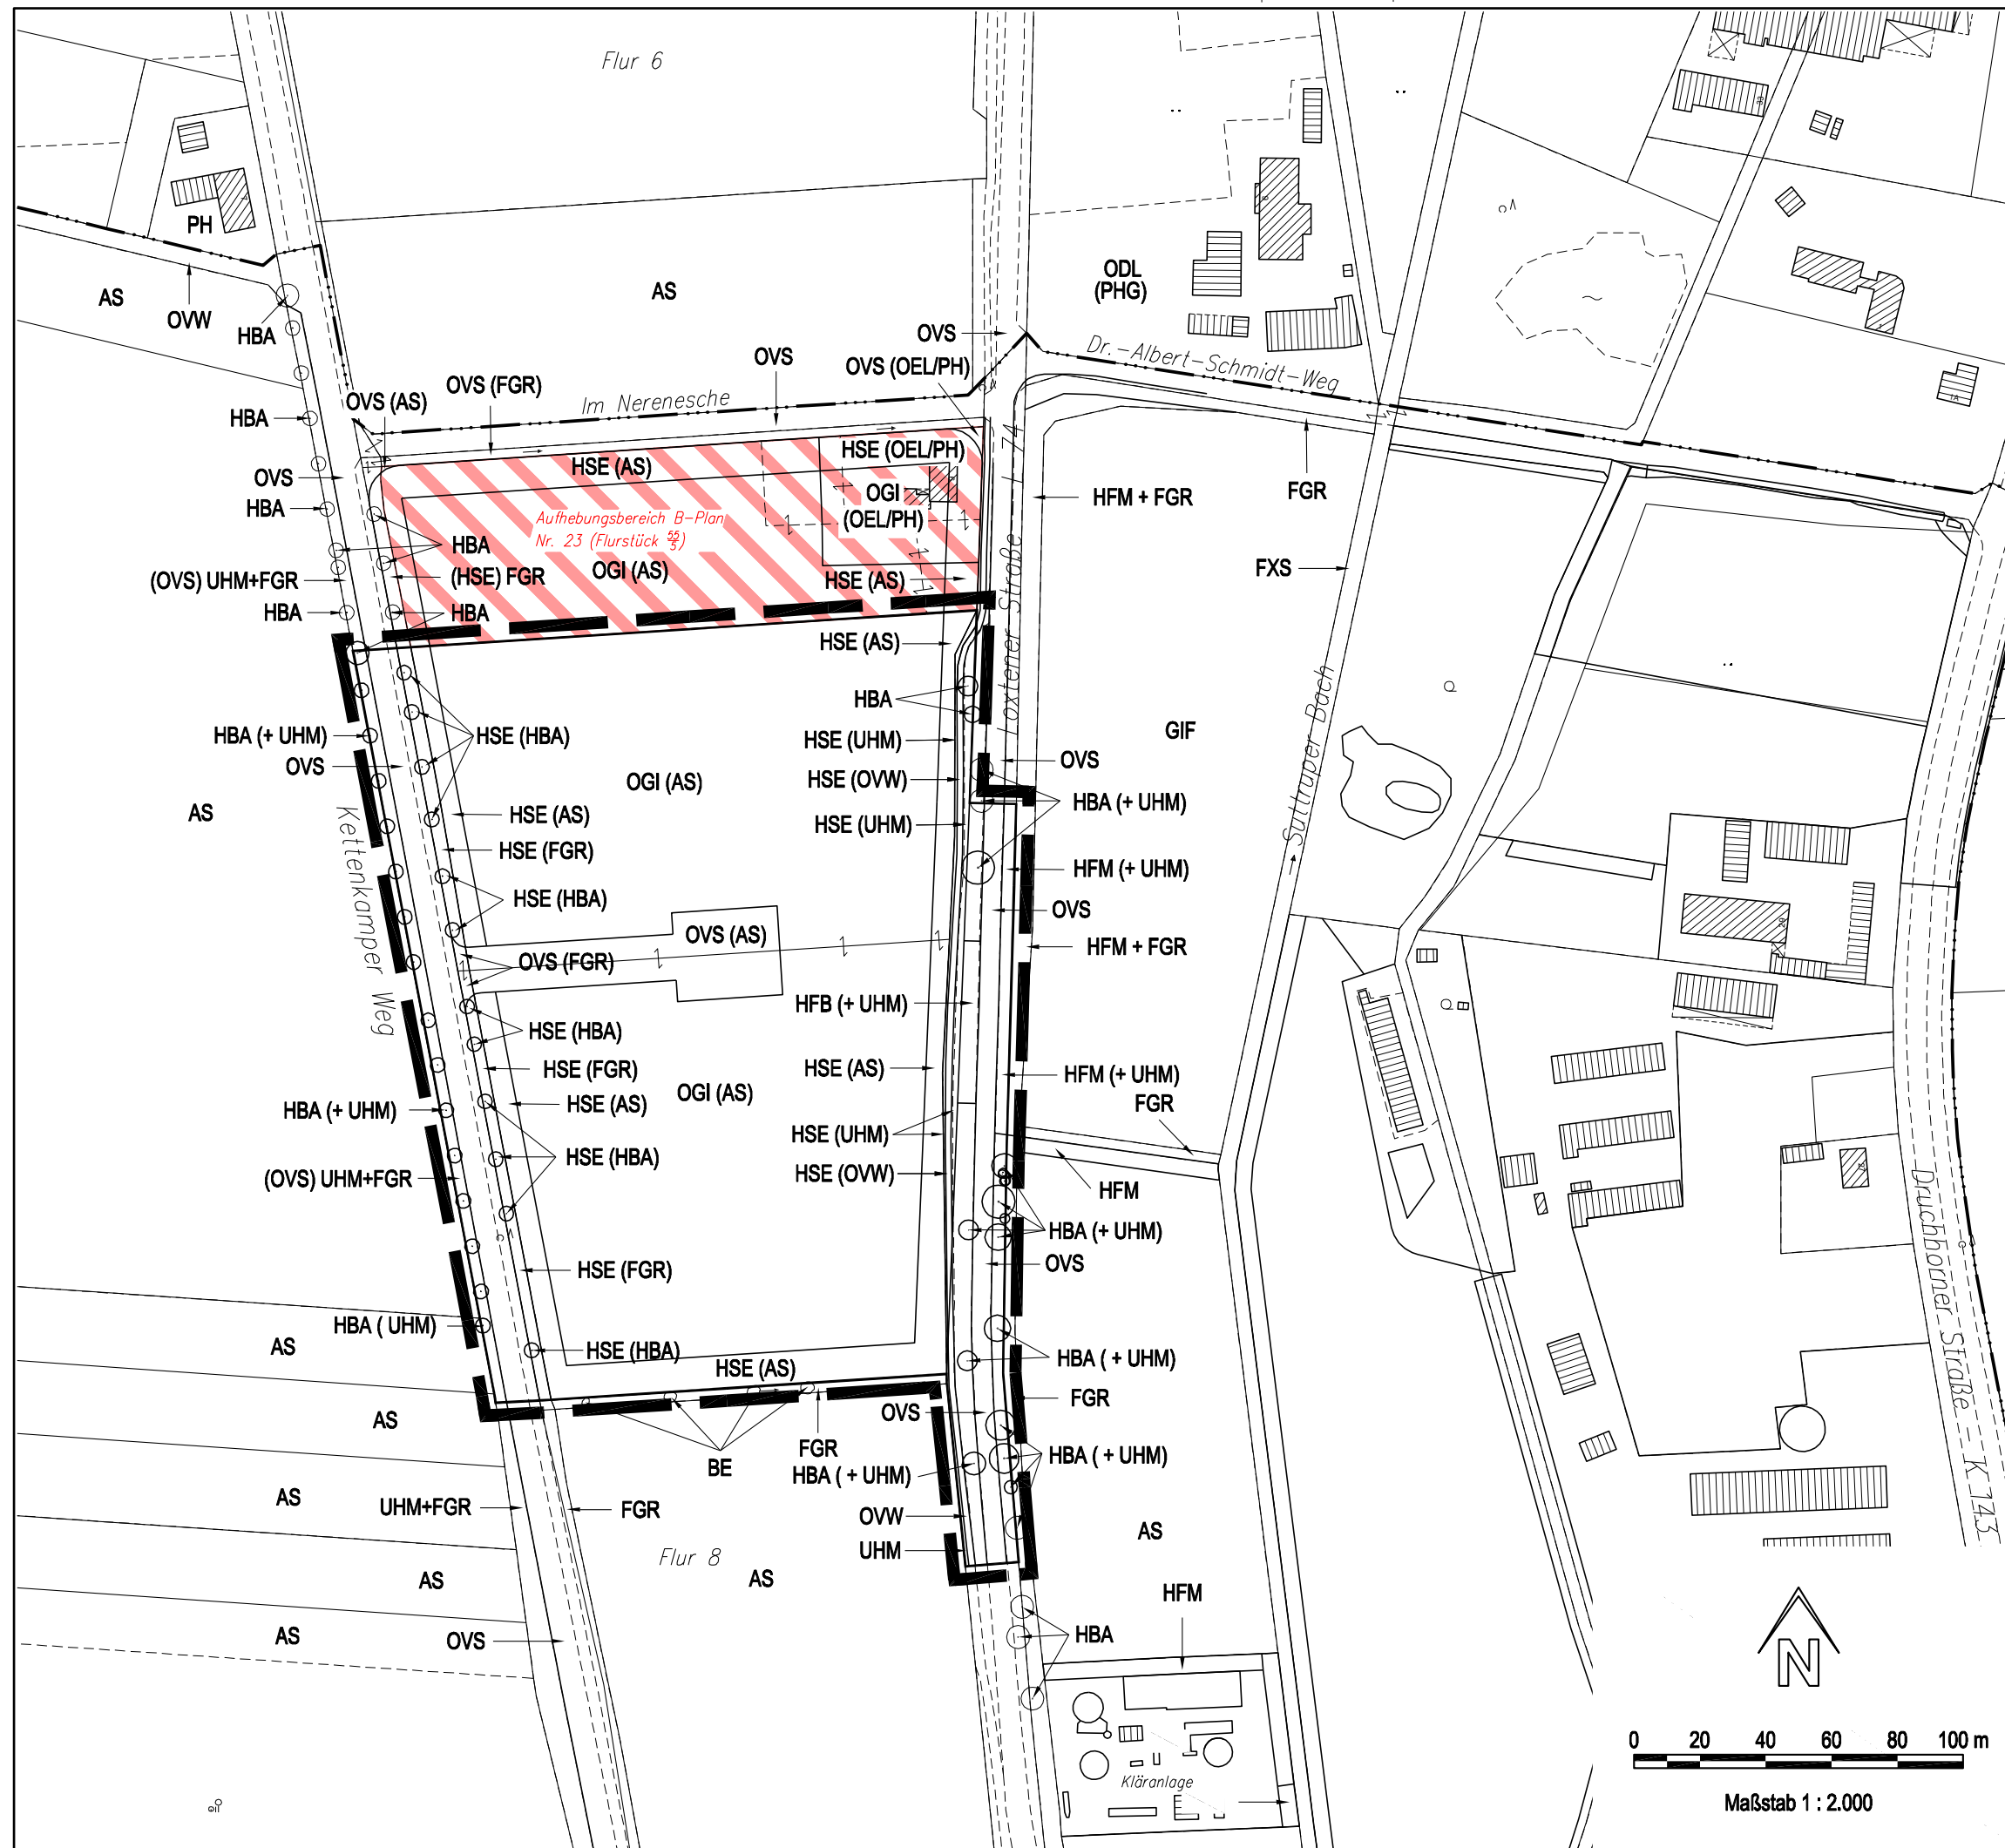 Flur 6
PH
AS
OVW
HBA
AS
ODL
(PHG)
OVS
Dr.-Albert-Schmidt-Weg
OVS
OVS (OEL/PH)
OVS (FGR)
OVS (AS)
Im Nerenesche
HBA
HSE (OEL/PH)
HSE (AS)
OVS
OGI
(OEL/PH)
HFM + FGR
FGR
HBA
Aufhebungsbereich B-Plan
Nr. 23 (Flurstück 55/5)
HBA
OGI (AS)
FXS
(OVS) UHM+FGR
(HSE) FGR
HSE (AS)
HBA
HBA
Loxtener Straße L 74
HSE (AS)
HBA
GIF
HBA (+ UHM)
HSE (HBA)
HSE (UHM)
OVS
OVS
OGI (AS)
HSE (OVW)
HBA (+ UHM)
AS
HSE (AS)
HSE (UHM)
Suttruper Bach
Kettenkamper Weg
HSE (FGR)
HFM (+ UHM)
HSE (HBA)
OVS
OVS (AS)
HFM + FGR
OVS (FGR)
HFB (+ UHM)
HSE (HBA)
HSE (FGR)
HSE (AS)
HFM (+ UHM)
OGI (AS)
HBA (+ UHM)
HSE (AS)
FGR
HSE (UHM)
HSE (HBA)
(OVS) UHM+FGR
HSE (OVW)
HFM
HBA (+ UHM)
OVS
HSE (FGR)
Druchhorner Straße - K 143
HBA ( UHM)
AS
HSE (HBA)
HSE (AS)
HBA ( + UHM)
FGR
OVS
AS
FGR
BE
HBA ( + UHM)
HBA ( + UHM)
AS
UHM+FGR
FGR
OVW
AS
UHM
Flur 8
AS
AS
HFM
AS
OVS
HBA
N
Kläranlage
0 20 40 60 80 100 m
Maßstab 1 : 2.000